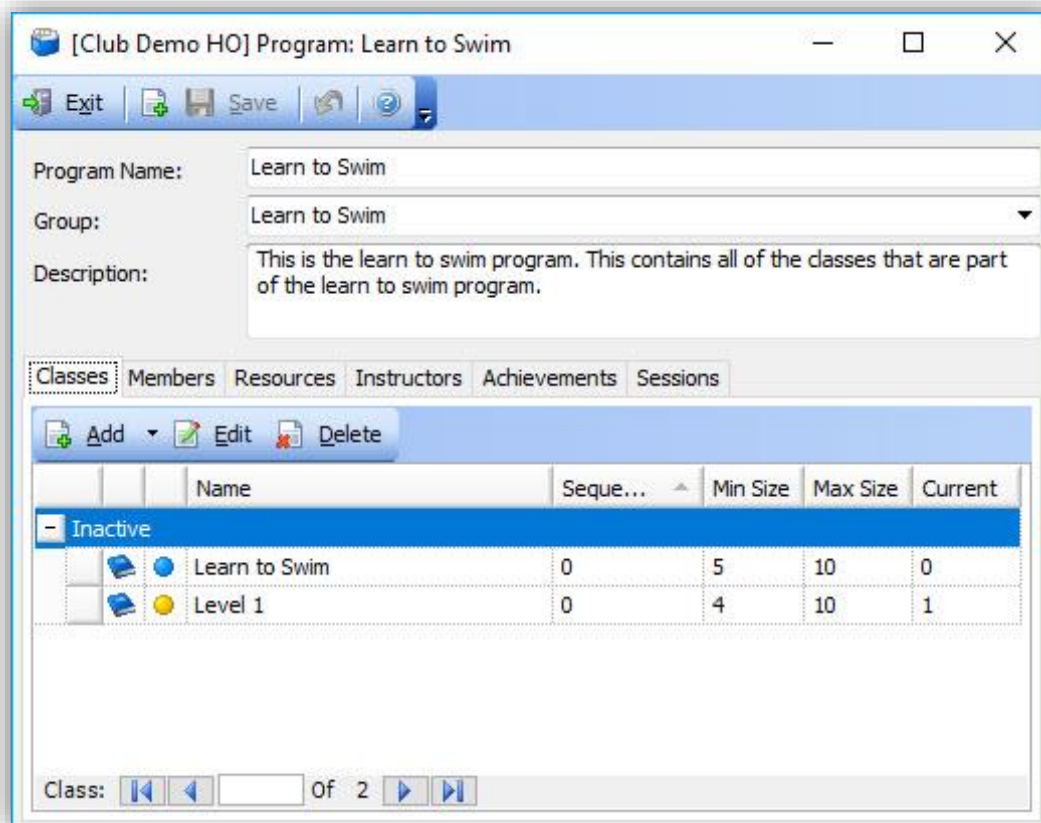 [Club Demo HO] Program: Learn to Swim
Exit Save
Program Name: Learn to Swim
Group: Learn to Swim
Description: This is the learn to swim program. This contains all of the classes that are part
of the learn to swim program.
Classes Members Resources Instructors Achievements Sessions
Add Edit Delete
Name Seque... Min Size Max Size Current
Inactive
Learn to Swim 0 5 10 0
Level 1 0 4 10 1
Class: Of 2